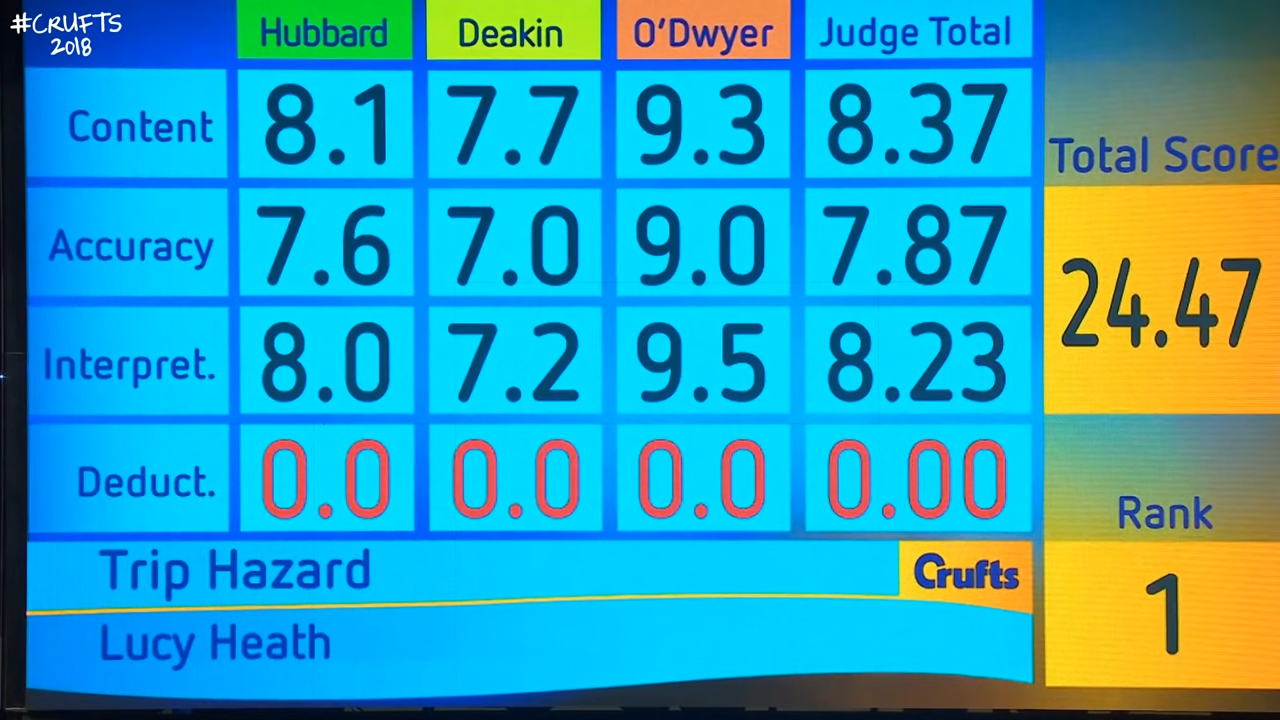 #CRUFTS
2018
Hubbard Deakin O'Dwyer Judge Total
Content 8.1 7.7 9.3 8.37
Total Score
Accuracy 7.6 7.0 9.0 7.87
24.47
Interpret. 8.0 7.2 9.5 8.23
Deduct. 0.0 0.0 0.0 0.00
Rank
Trip Hazard
Crufts
1
Lucy Heath